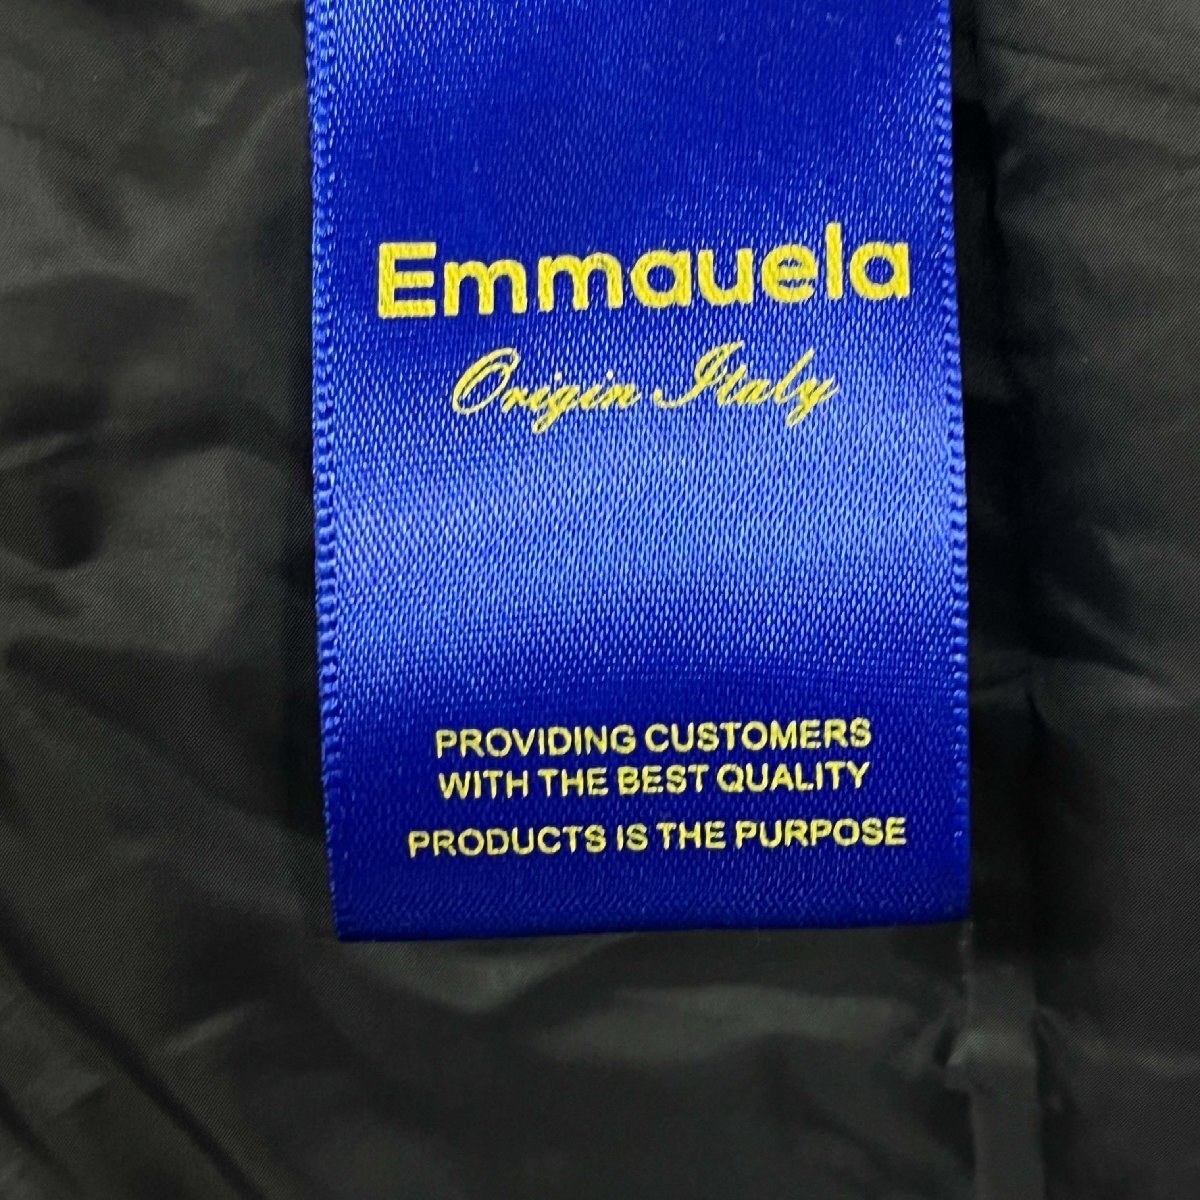 Emmauela
Origin Italy
PROVIDING CUSTOMERS
WITH THE BEST QUALITY
PRODUCTS IS THE PURPOSE